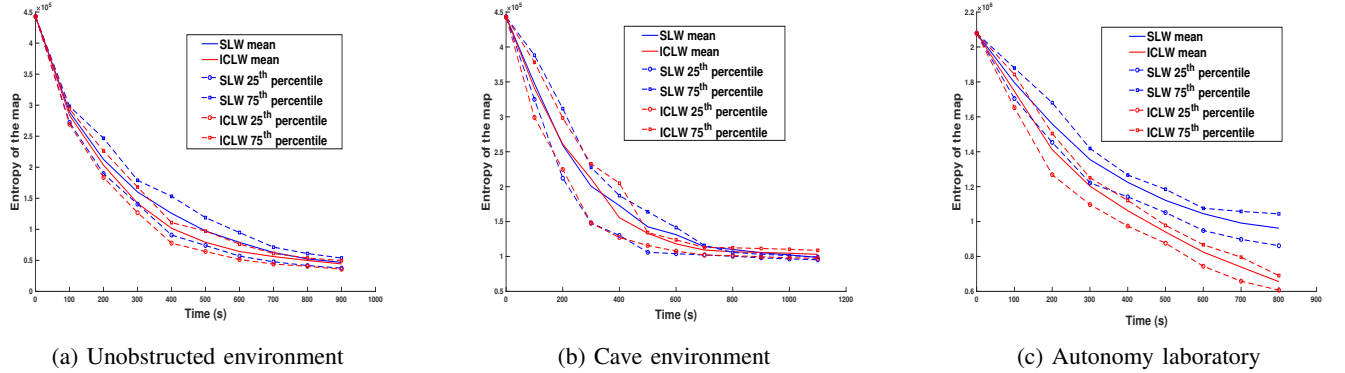 ×10⁵
4.5
4
3.5
3
2.5
2
1.5
1
0.5
0
Entropy of the map
0 100 200 300 400 500 600 700 800 900 1000
Time (s)
SLW mean
ICLW mean
SLW 25th percentile
SLW 75th percentile
ICLW 25th percentile
ICLW 75th percentile
(a) Unobstructed environment
×10⁵
4.5
4
3.5
3
2.5
2
1.5
1
0.5
Entropy of the map
0 200 400 600 800 1000 1200
Time (s)
SLW mean
ICLW mean
SLW 25th percentile
SLW 75th percentile
ICLW 25th percentile
ICLW 75th percentile
(b) Cave environment
×10⁶
2.2
2
1.8
1.6
1.4
1.2
1
0.8
0.6
Entropy of the map
0 100 200 300 400 500 600 700 800 900
Time (s)
SLW mean
ICLW mean
SLW 25th percentile
SLW 75th percentile
ICLW 25th percentile
ICLW 75th percentile
(c) Autonomy laboratory